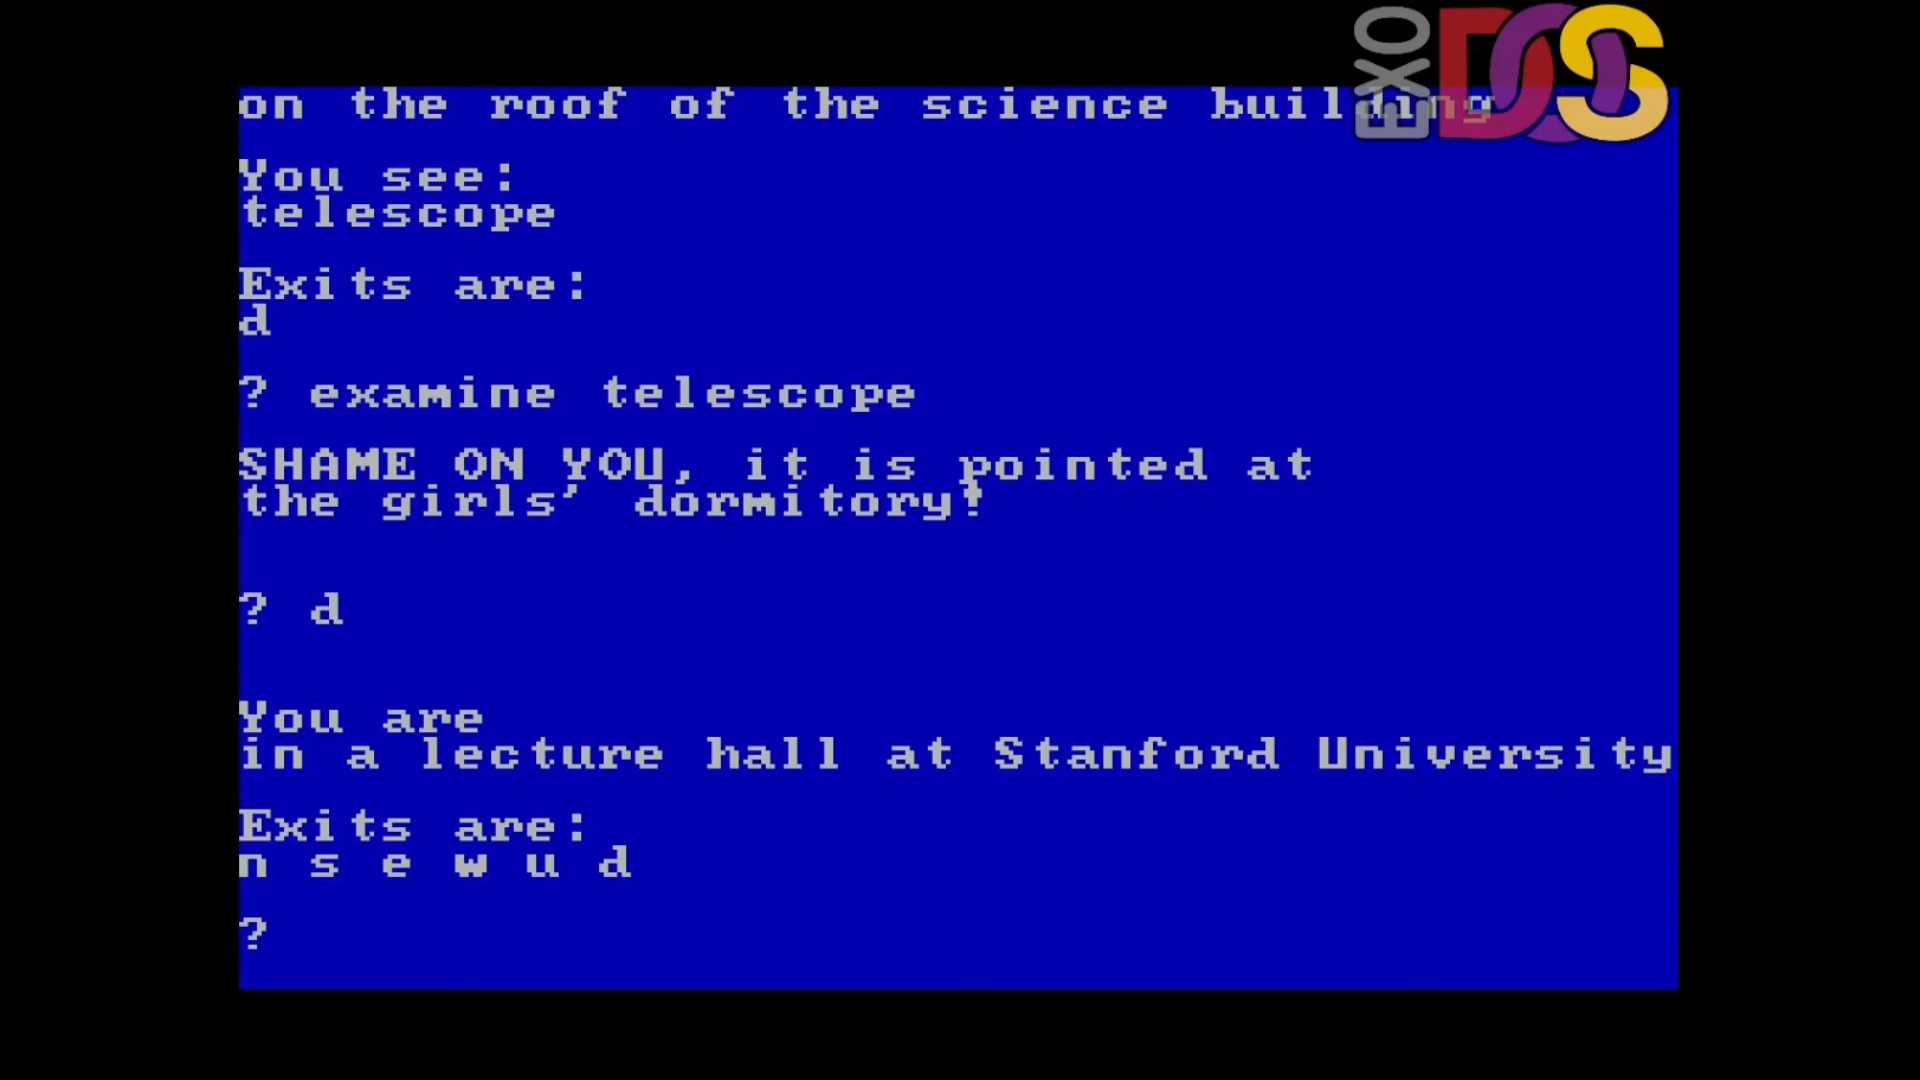 EXO DOS
on the roof of the science building
You see:
telescope
Exits are:
d
? examine telescope
SHAME ON YOU, it is pointed at
the girls' dormitory!
? d
You are
in a lecture hall at Stanford University
Exits are:
n s e w u d
?